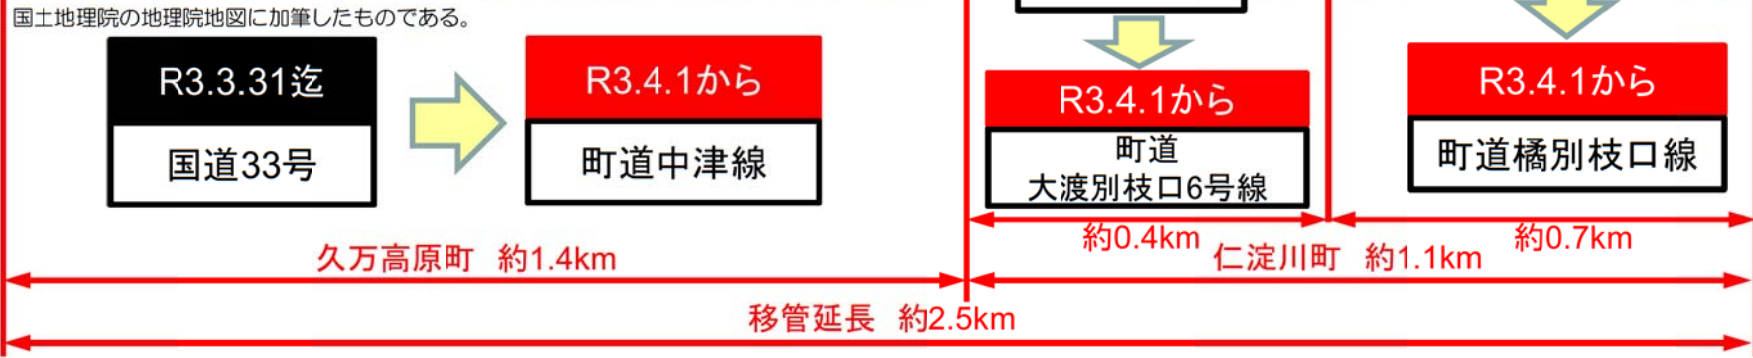 国土地理院の地理院地図に加筆したものである。
R3.3.31迄
国道33号
R3.4.1から
町道中津線
R3.4.1から
町道
大渡別枝口6号線
R3.4.1から
町道橘別枝口線
約0.4km
約0.7km
久万高原町 約1.4km
仁淀川町 約1.1km
移管延長 約2.5km